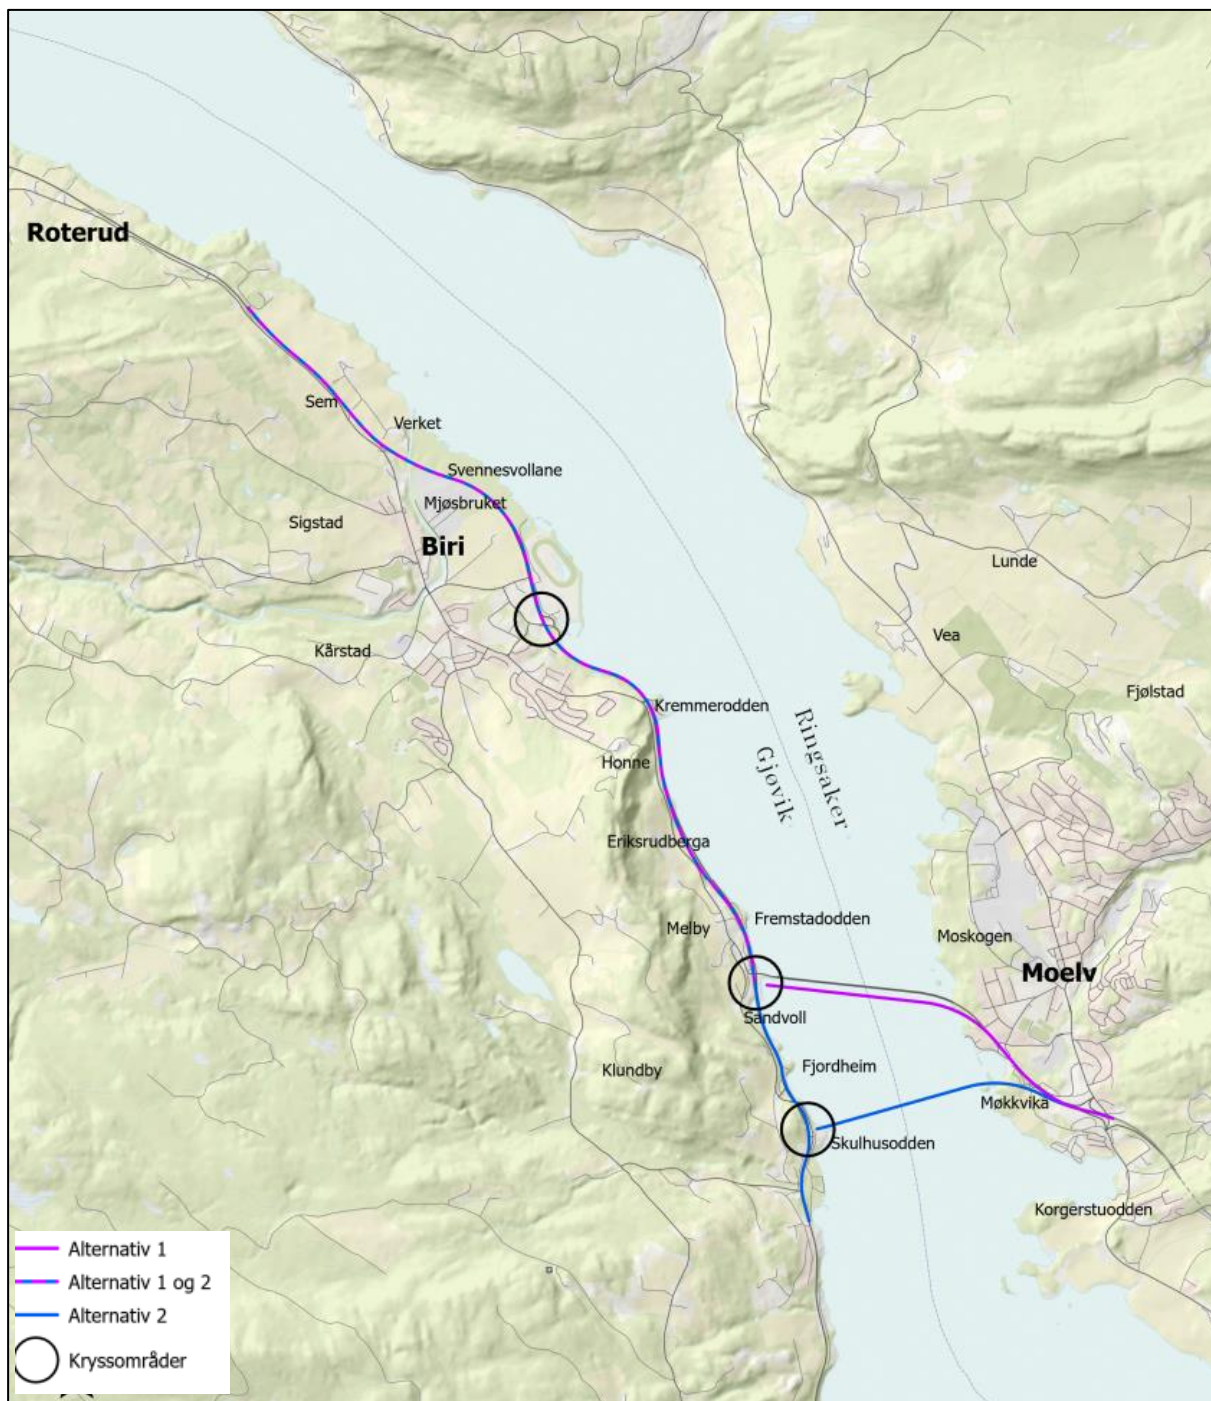 Roterud
Sem
Verket
Svennesvollane
Mjøsbruket
Sigstad
Biri
Lunde
Vea
Kårstad
Fjølstad
Kremmerodden
Ringsaker
Gjøvik
Honne
Eriksrudberga
Fremstadodden
Melby
Moskogen
Moelv
Sandvoll
Fjordheim
Klundby
Møkkvika
Skulhusodden
Korgerstuodden
Alternativ 1
Alternativ 1 og 2
Alternativ 2
Kryssområder